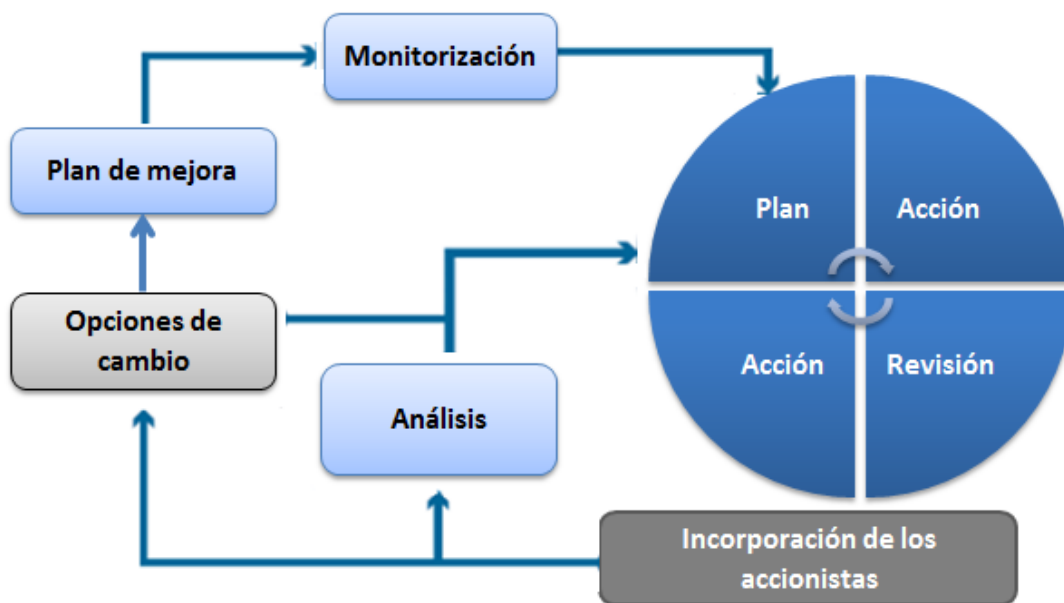 Monitorización
Plan de mejora
Plan
Acción
Opciones de
cambio
Acción
Revisión
Análisis
Incorporación de los
accionistas